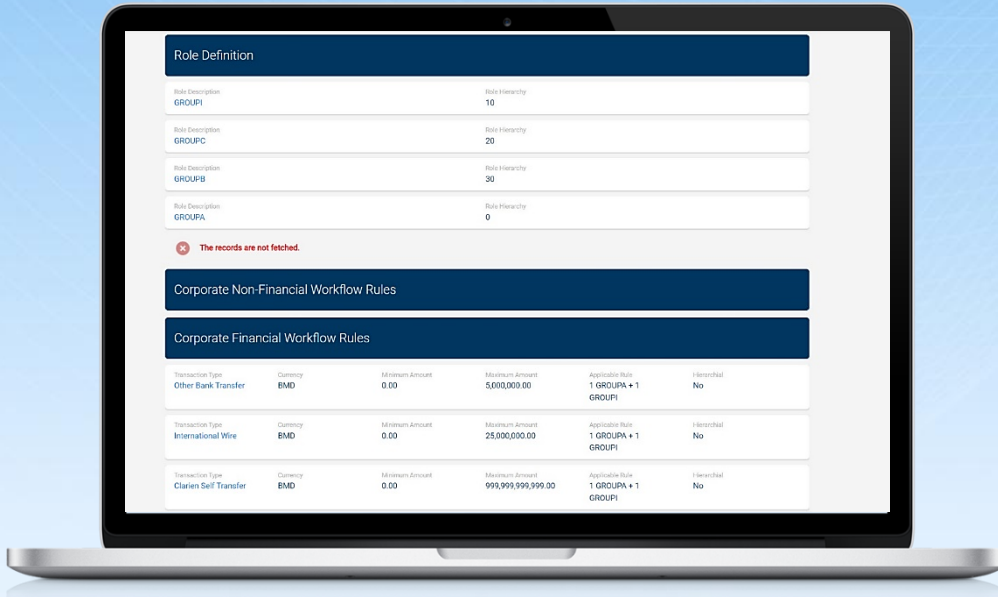 Role Definition
Role Description Role Hierarchy
GROUPI 10
Role Description Role Hierarchy
GROUPC 20
Role Description Role Hierarchy
GROUPB 30
Role Description Role Hierarchy
GROUPA 0
The records are not fetched.
Corporate Non-Financial Workflow Rules
Corporate Financial Workflow Rules
Transaction Type Currency Minimum Amount Maximum Amount Applicable Rule Hierarchial
Other Bank Transfer BMD 0.00 5,000,000.00 1 GROUPA + 1 No
GROUPI
Transaction Type Currency Minimum Amount Maximum Amount Applicable Rule Hierarchial
International Wire BMD 0.00 25,000,000.00 1 GROUPA + 1 No
GROUPI
Transaction Type Currency Minimum Amount Maximum Amount Applicable Rule Hierarchial
Clarien Self Transfer BMD 0.00 999,999,999,999.00 1 GROUPA + 1 No
GROUPI